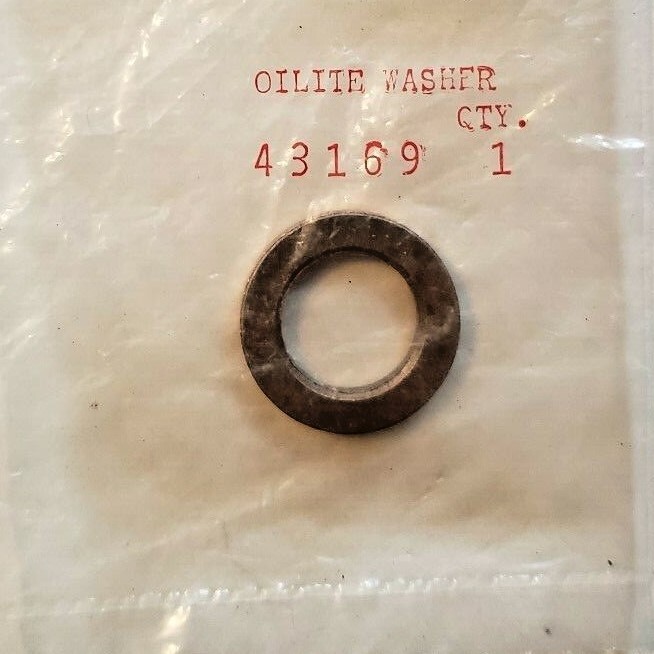 OILITE WASHER
QTY.
43169 1